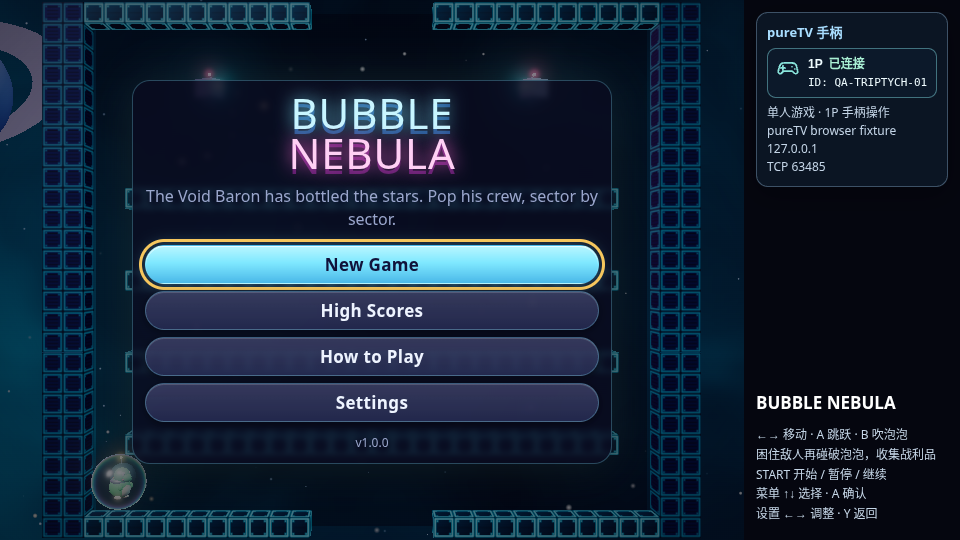 BUBBLE
NEBULA
The Void Baron has bottled the stars. Pop his crew, sector by
sector.
New Game
High Scores
How to Play
Settings
v1.0.0
pureTV 手柄
1P 已连接
ID: QA-TRIPTYCH-01
单人游戏 · 1P 手柄操作
pureTV browser fixture
127.0.0.1
TCP 63485
BUBBLE NEBULA
←→ 移动 · A 跳跃 · B 吹泡泡
困住敌人再碰破泡泡，收集战利品
START 开始 / 暂停 / 继续
菜单 ↑↓ 选择 · A 确认
设置 ←→ 调整 · Y 返回